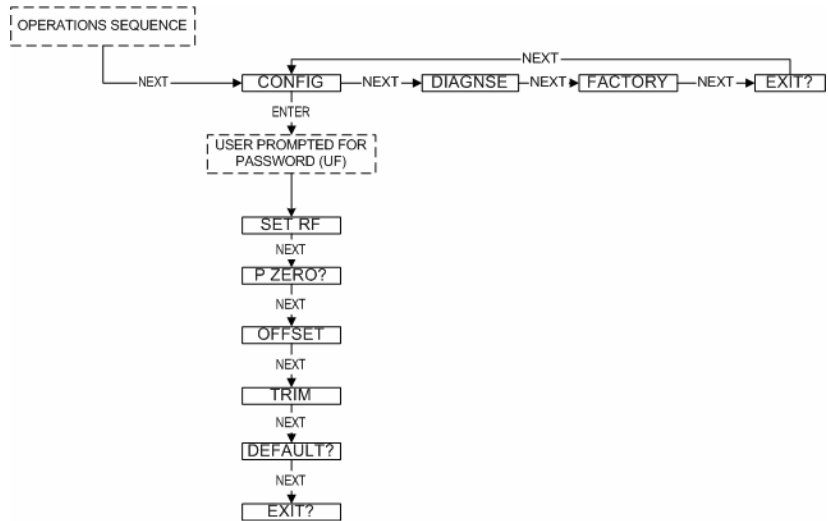 OPERATIONS SEQUENCE
NEXT
NEXT
CONFIG
NEXT
DIAGNSE
NEXT
FACTORY
NEXT
EXIT?
ENTER
USER PROMPTED FOR
PASSWORD (UF)
SET RF
NEXT
P ZERO?
NEXT
OFFSET
NEXT
TRIM
NEXT
DEFAULT?
NEXT
EXIT?